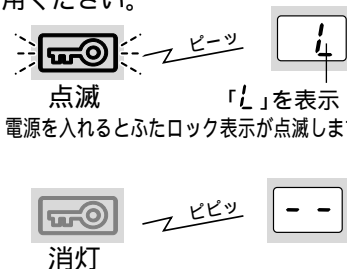 用ください。
ピーッ
L
点滅
「L」を表示
電源を入れるとふたロック表示が点滅しま
ピピッ
--
消灯